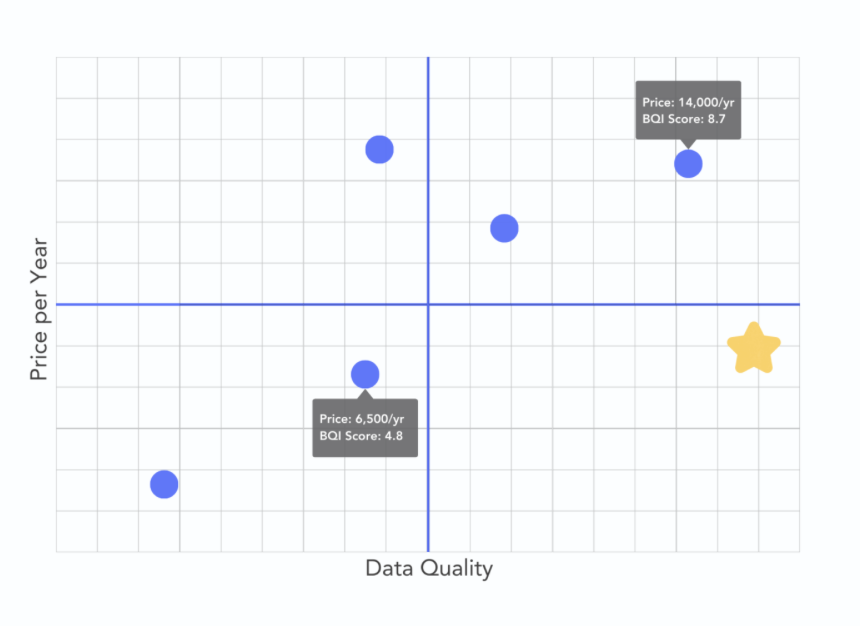 Price: 14,000/yr
BQI Score: 8.7
Price per Year
Price: 6,500/yr
BQI Score: 4.8
Data Quality